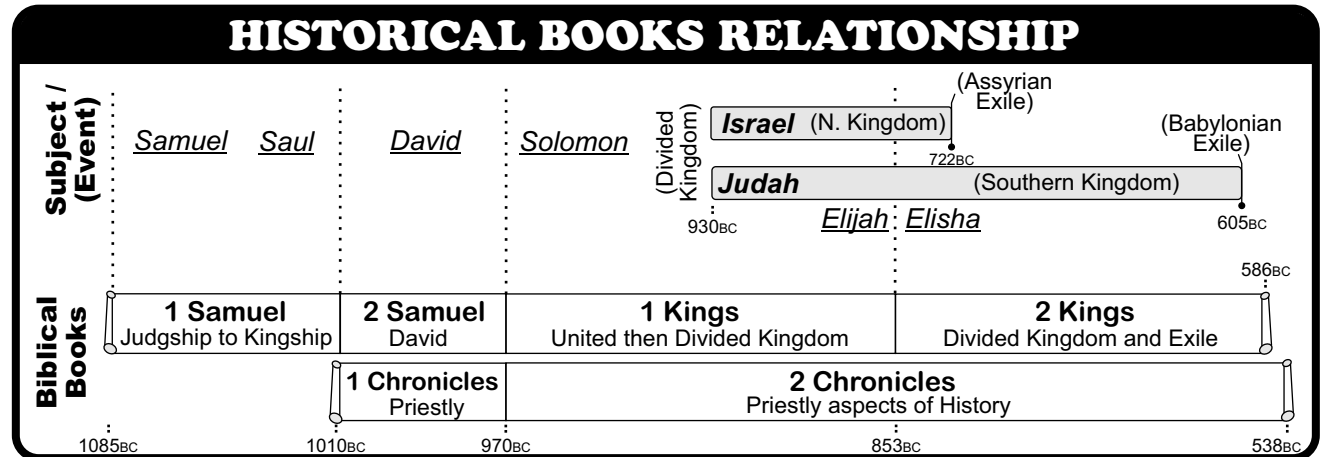 HISTORICAL BOOKS RELATIONSHIP
Subject /
(Event)
Samuel
Saul
David
Solomon
(Divided
Kingdom)
Israel (N. Kingdom)
(Assyrian
Exile)
722BC
Judah (Southern Kingdom)
(Babylonian
Exile)
605BC
930BC
Elijah
Elisha
586BC
Biblical
Books
1 Samuel
Judgship to Kingship
2 Samuel
David
1 Kings
United then Divided Kingdom
2 Kings
Divided Kingdom and Exile
1 Chronicles
Priestly
2 Chronicles
Priestly aspects of History
1085BC
1010BC
970BC
853BC
538BC